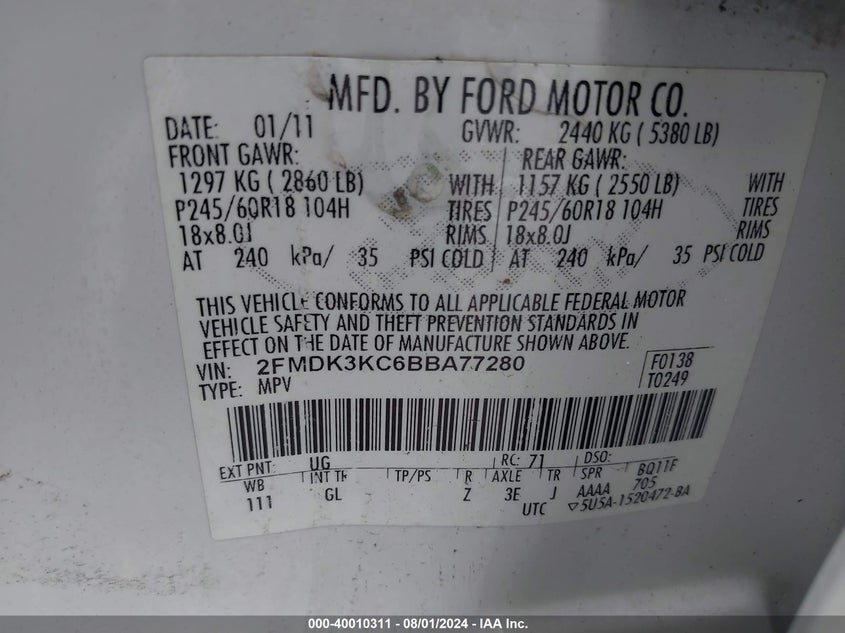 MFD. BY FORD MOTOR CO.
DATE: 01/11 GVWR: 2440 KG ( 5380 LB)
FRONT GAWR: REAR GAWR:
1297 KG ( 2860 LB) WITH 1157 KG ( 2550 LB) WITH
P245/60R18 104H TIRES P245/60R18 104H TIRES
18x8.0J RIMS 18x8.0J RIMS
AT 240 kPa/ 35 PSI COLD AT 240 kPa/ 35 PSI COLD
THIS VEHICLE CONFORMS TO ALL APPLICABLE FEDERAL MOTOR
VEHICLE SAFETY AND THEFT PREVENTION STANDARDS IN
EFFECT ON THE DATE OF MANUFACTURE SHOWN ABOVE.
VIN: 2FMDK3KC6BBA77280 F0138
TYPE: MPV T0249
EXT PNT: UG RC: 71 DSO:
WB INT TR TP/PS R AXLE TR SPR BQ11F
111 GL Z 3E J AAAA 705
UTC ▽5U5A-1520472-BA
000-40010311 - 08/01/2024 - IAA Inc.